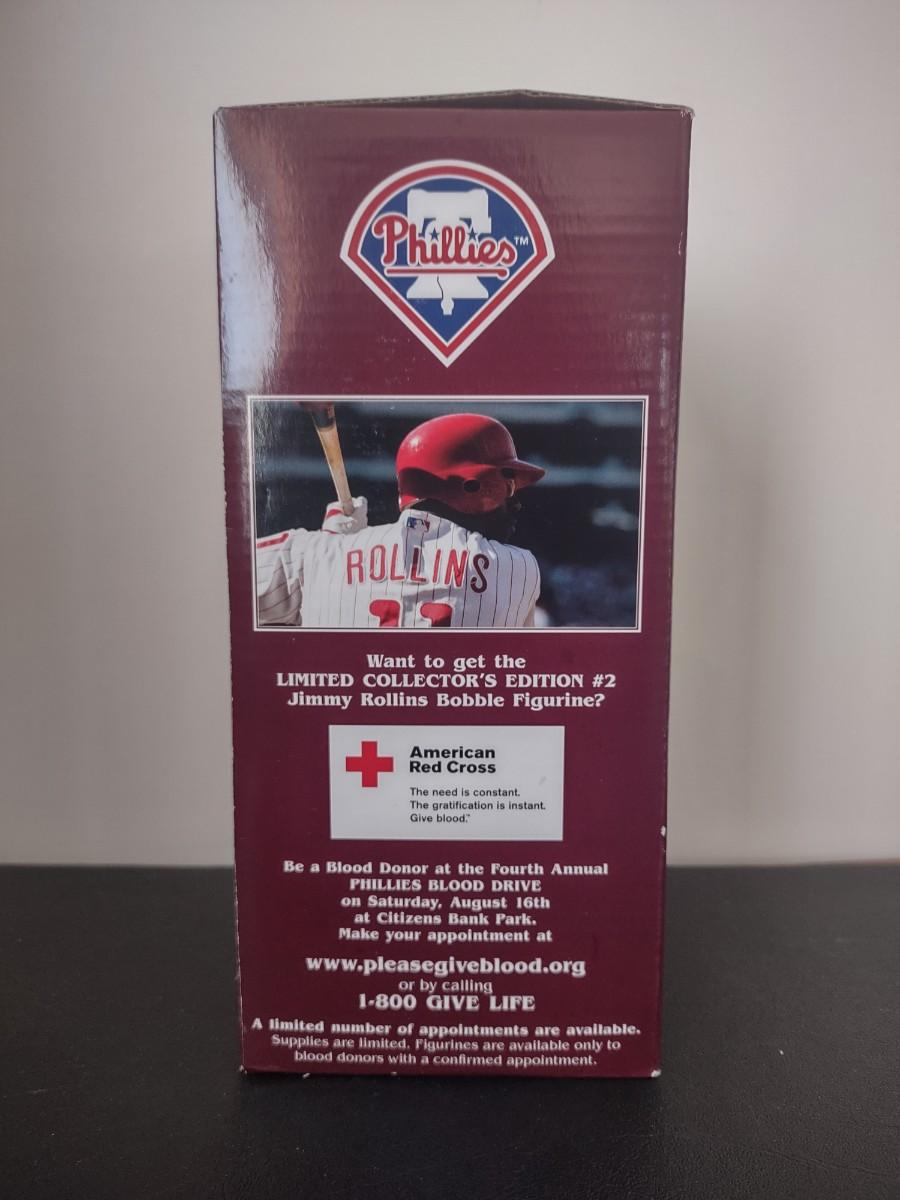 Phillies™
ROLLINS
11
Want to get the
LIMITED COLLECTOR'S EDITION #2
Jimmy Rollins Bobble Figurine?
American
Red Cross
The need is constant.
The gratification is instant.
Give blood.™
Be a Blood Donor at the Fourth Annual
PHILLIES BLOOD DRIVE
on Saturday, August 16th
at Citizens Bank Park.
Make your appointment at
www.pleasegiveblood.org
or by calling
1-800 GIVE LIFE
A limited number of appointments are available.
Supplies are limited. Figurines are available only to
blood donors with a confirmed appointment.